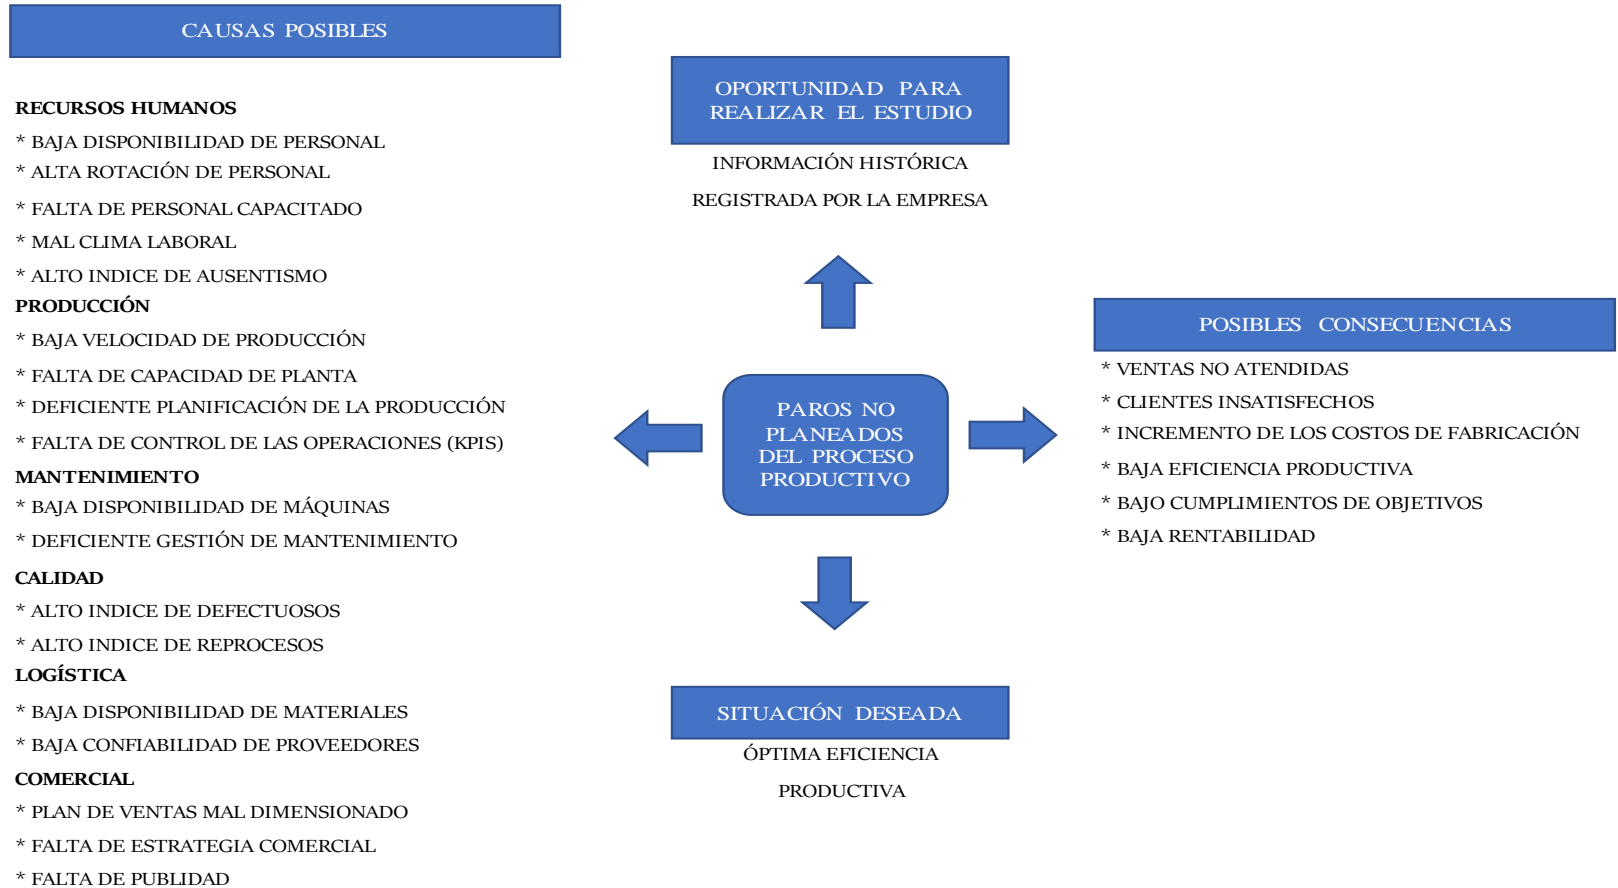 CAUSAS POSIBLES
RECURSOS HUMANOS
* BAJA DISPONIBILIDAD DE PERSONAL
* ALTA ROTACIÓN DE PERSONAL
* FALTA DE PERSONAL CAPACITADO
* MAL CLIMA LABORAL
* ALTO INDICE DE AUSENTISMO
PRODUCCIÓN
* BAJA VELOCIDAD DE PRODUCCIÓN
* FALTA DE CAPACIDAD DE PLANTA
* DEFICIENTE PLANIFICACIÓN DE LA PRODUCCIÓN
* FALTA DE CONTROL DE LAS OPERACIONES (KPIS)
MANTENIMIENTO
* BAJA DISPONIBILIDAD DE MÁQUINAS
* DEFICIENTE GESTIÓN DE MANTENIMIENTO
CALIDAD
* ALTO INDICE DE DEFECTUOSOS
* ALTO INDICE DE REPROCESOS
LOGÍSTICA
* BAJA DISPONIBILIDAD DE MATERIALES
* BAJA CONFIABILIDAD DE PROVEEDORES
COMERCIAL
* PLAN DE VENTAS MAL DIMENSIONADO
* FALTA DE ESTRATEGIA COMERCIAL
* FALTA DE PUBLIDAD
OPORTUNIDAD PARA
REALIZAR EL ESTUDIO
INFORMACIÓN HISTÓRICA
REGISTRADA POR LA EMPRESA
PAROS NO
PLANEADOS
DEL PROCESO
PRODUCTIVO
SITUACIÓN DESEADA
ÓPTIMA EFICIENCIA
PRODUCTIVA
POSIBLES CONSECUENCIAS
* VENTAS NO ATENDIDAS
* CLIENTES INSATISFECHOS
* INCREMENTO DE LOS COSTOS DE FABRICACIÓN
* BAJA EFICIENCIA PRODUCTIVA
* BAJO CUMPLIMIENTOS DE OBJETIVOS
* BAJA RENTABILIDAD